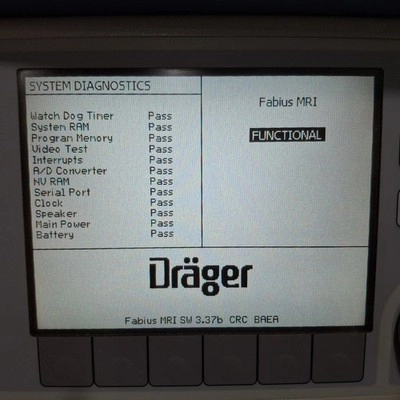 SYSTEM DIAGNOSTICS
Watch Dog Timer Pass
System RAM Pass
Program Memory Pass
Video Test Pass
Interrupts Pass
A/D Converter Pass
NV RAM Pass
Serial Port Pass
Clock Pass
Speaker Pass
Main Power Pass
Battery Pass
Fabius MRI
FUNCTIONAL
Dräger
Fabius MRI SW 3.37b CRC BAEA